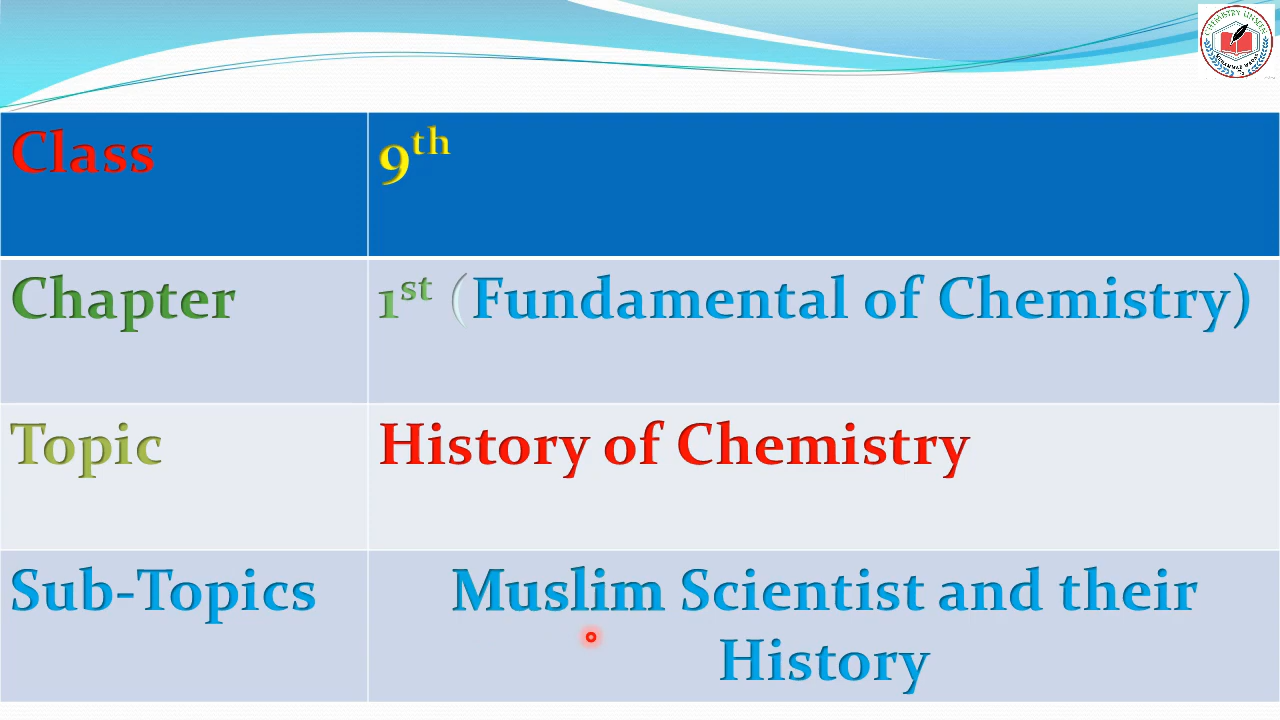 Class
9th
Chapter
1st (Fundamental of Chemistry)
Topic
History of Chemistry
Sub-Topics
Muslim Scientist and their
History